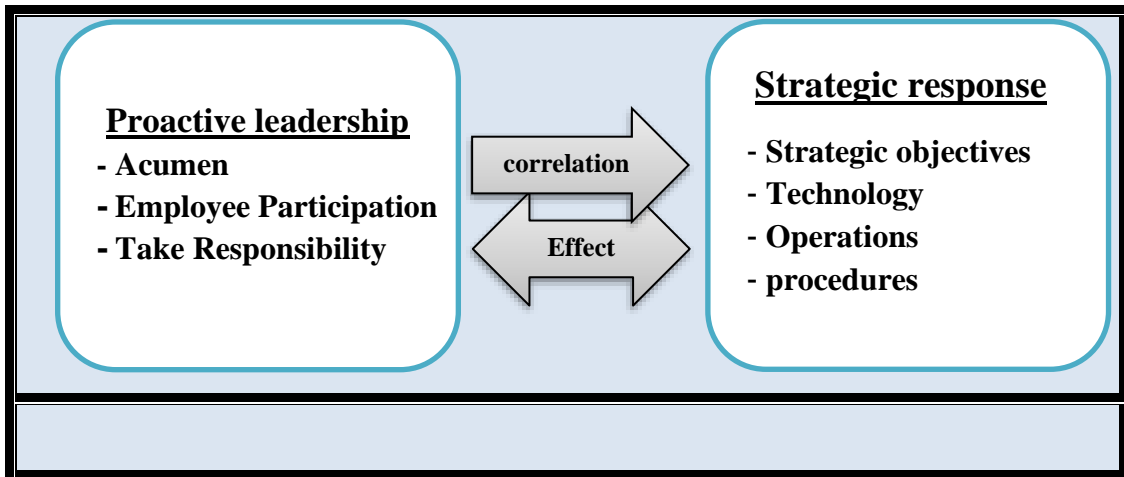 Proactive leadership
- Acumen
- Employee Participation
- Take Responsibility
correlation
Effect
Strategic response
- Strategic objectives
- Technology
- Operations
- procedures